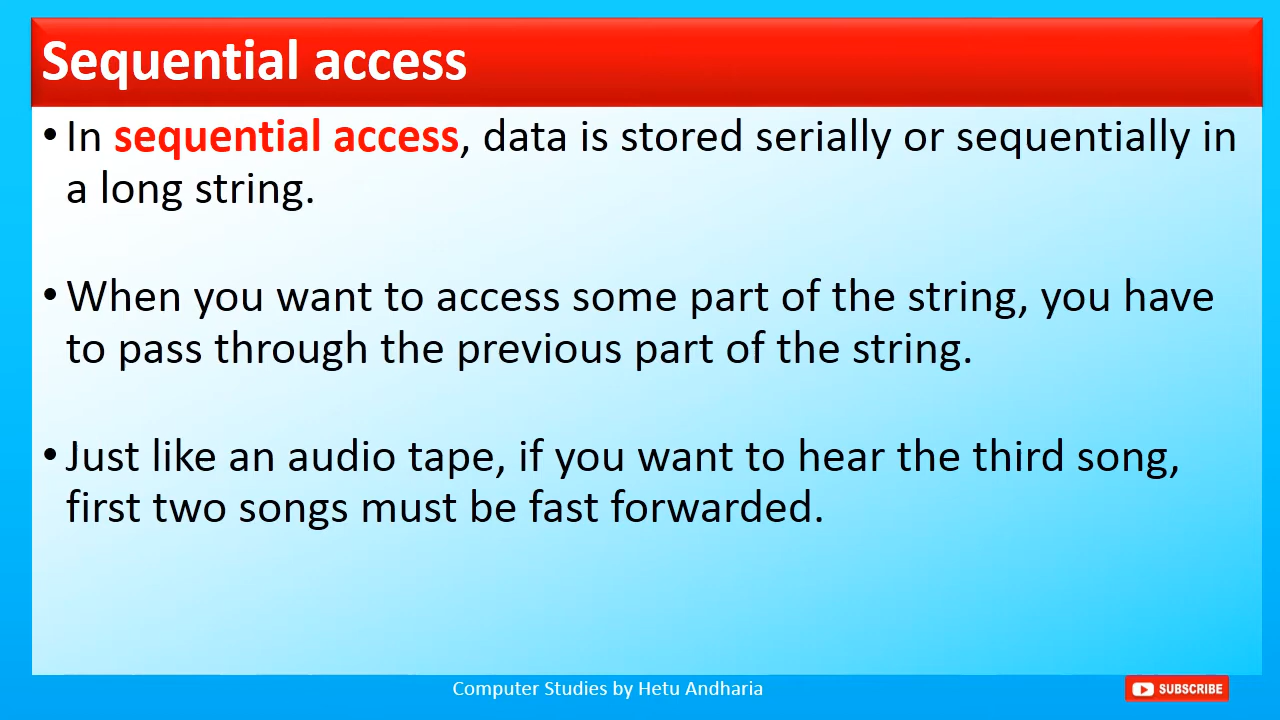 Sequential access
• In sequential access, data is stored serially or sequentially in
a long string.
• When you want to access some part of the string, you have
to pass through the previous part of the string.
• Just like an audio tape, if you want to hear the third song,
first two songs must be fast forwarded.
Computer Studies by Hetu Andharia
SUBSCRIBE